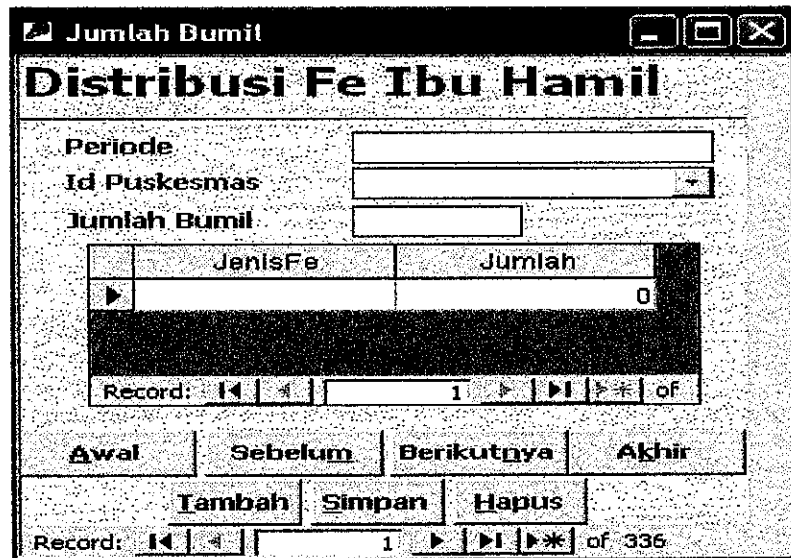 Jumlah Bumil
Distribusi Fe Ibu Hamil
Periode
Id Puskesmas
Jumlah Bumil
JenisFe Jumlah
0
Record: 1 of
Awal Sebelum Berikutnya Akhir
Tambah Simpan Hapus
Record: 1 of 336